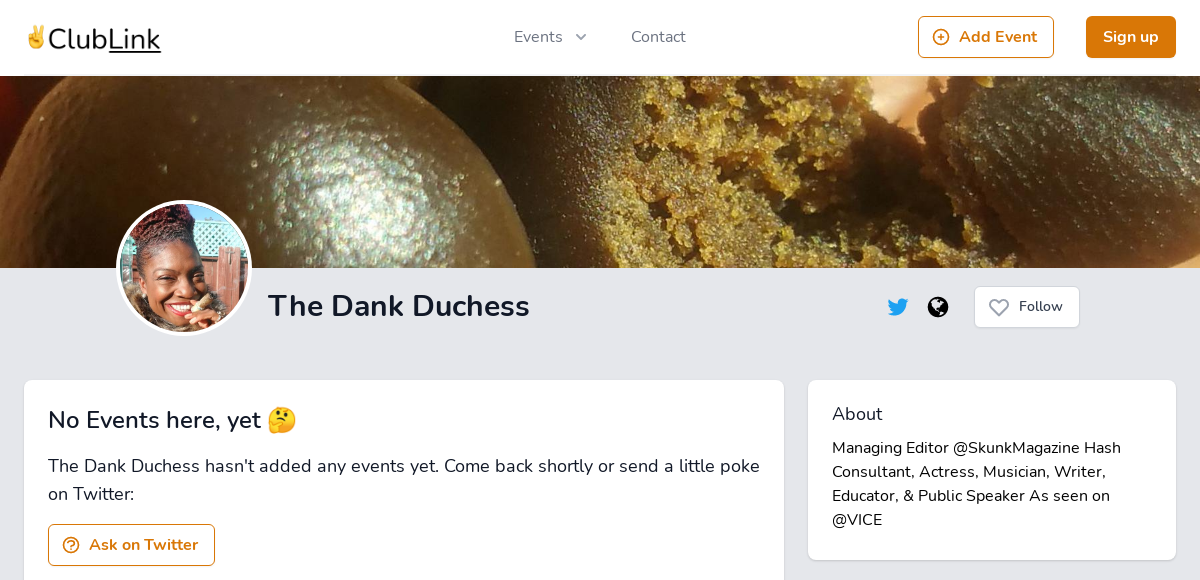 ✌️ClubLink
Events
Contact
Add Event
Sign up
The Dank Duchess
Follow
No Events here, yet 🤔
The Dank Duchess hasn't added any events yet. Come back shortly or send a little poke
on Twitter:
Ask on Twitter
About
Managing Editor @SkunkMagazine Hash
Consultant, Actress, Musician, Writer,
Educator, & Public Speaker As seen on
@VICE